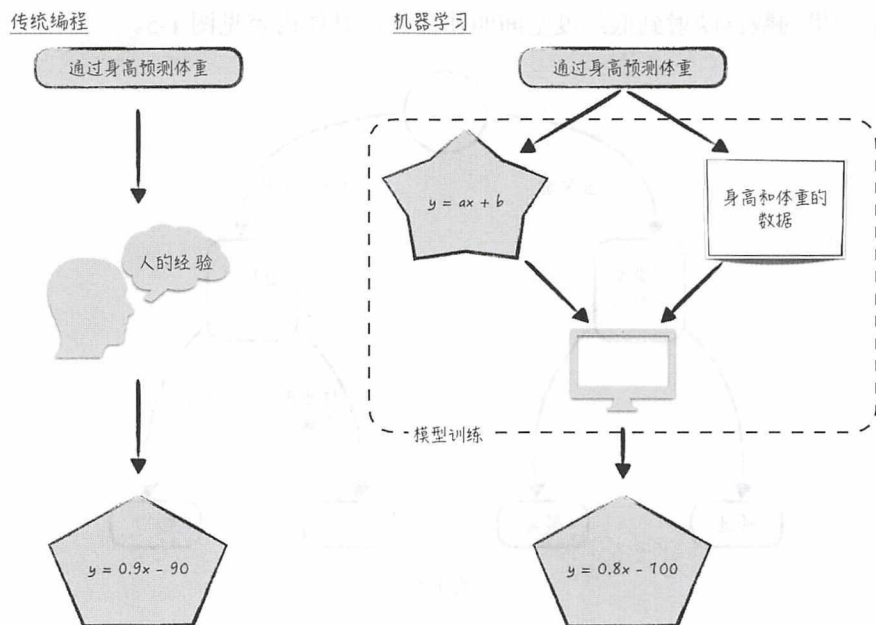 传统编程
通过身高预测体重
人的经验
y = 0.9x - 90
机器学习
通过身高预测体重
y = ax + b
身高和体重的
数据
模型训练
y = 0.8x - 100